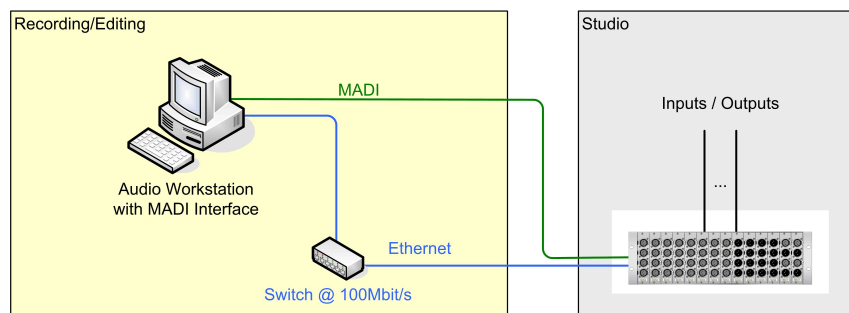 Recording/Editing
Studio
MADI
Inputs / Outputs
...
Audio Workstation
with MADI Interface
Ethernet
Switch @ 100Mbit/s